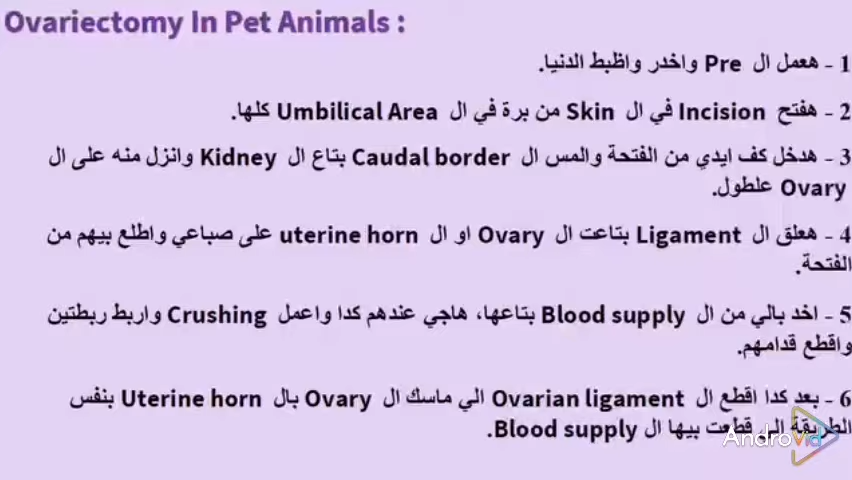 Ovariectomy In Pet Animals :
1 - هعمل ال Pre واخدر واظبط الدنيا.
2 - هفتح Incision في ال Skin من برة في ال Umbilical Area كلها.
3 - هدخل كف ايدي من الفتحة والمس ال Caudal border بتاع ال Kidney وانزل منه على ال
Ovary علطول.
4 - هعلق ال Ligament بتاعت ال Ovary او ال uterine horn على صباعي واطلع بيهم من
الفتحة.
5 - اخد بالي من ال Blood supply بتاعها، هاجي عندهم كدا واعمل Crushing واربط ربطتين
واقطع قدامهم.
6 - بعد كدا اقطع ال Ovarian ligament الي ماسك ال Ovary بال Uterine horn بنفس
الطريقة الي قطعت بيها ال Blood supply.
AndroVid